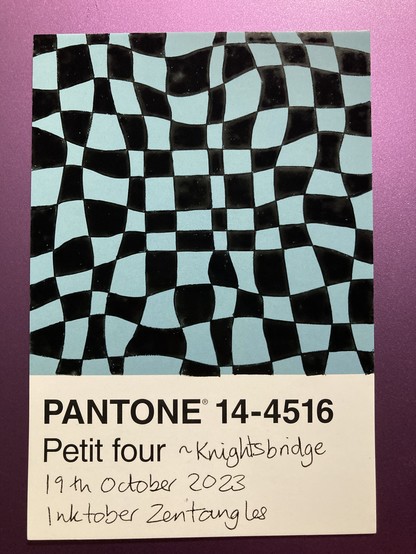 PANTONE® 14-4516
Petit four ~Knightsbridge
19th October 2023
Inktober Zentangles